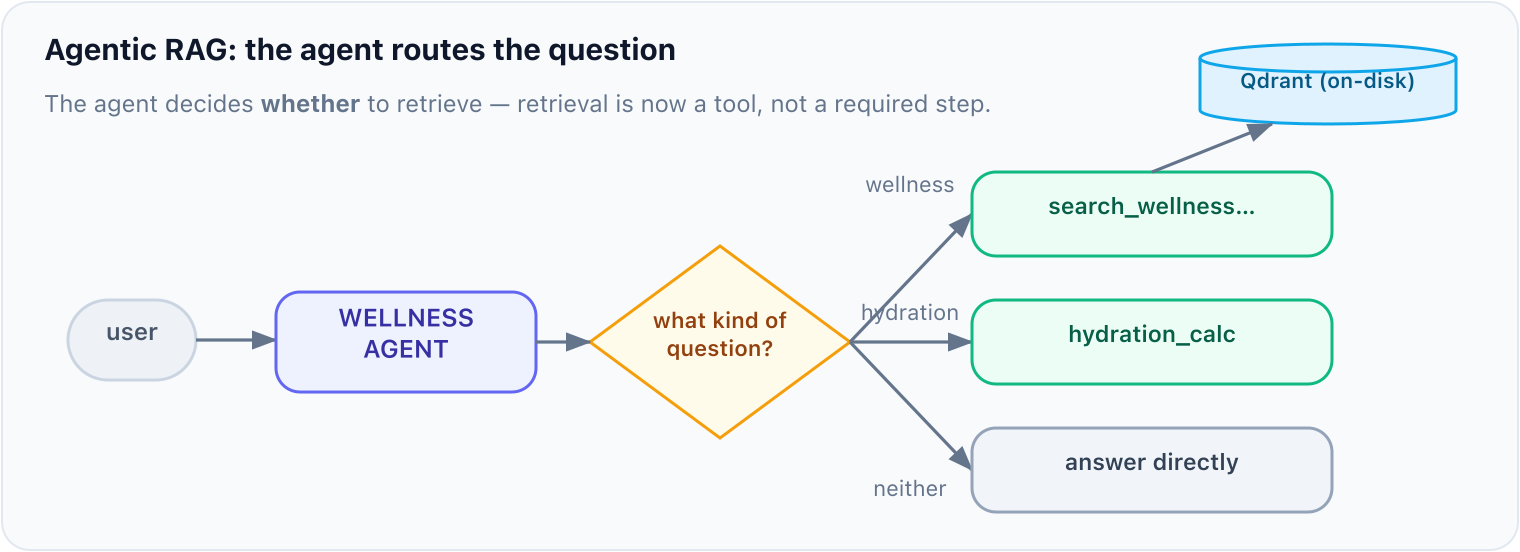 Agentic RAG: the agent routes the question
The agent decides whether to retrieve — retrieval is now a tool, not a required step.
Qdrant (on-disk)
wellness
search_wellness...
user
WELLNESS
AGENT
what kind of
question?
hydration
hydration_calc
answer directly
neither